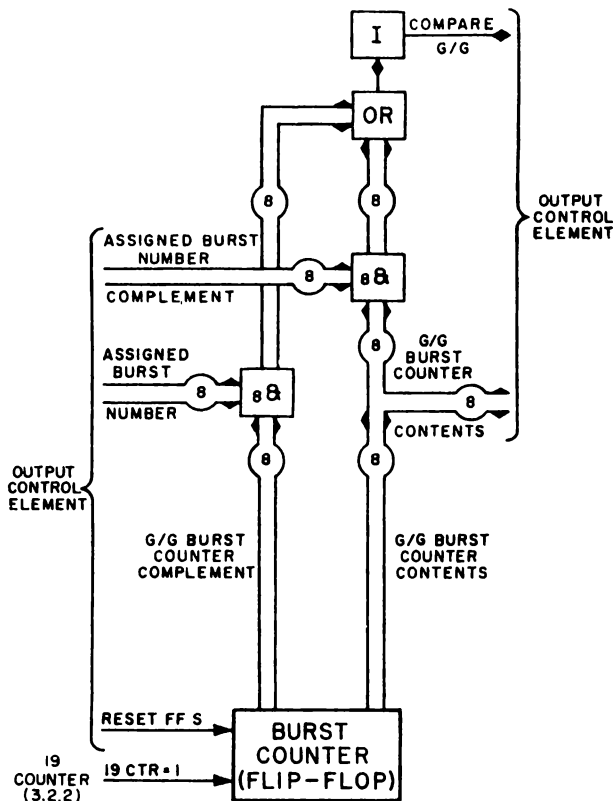 I
COMPARE
G/G
OR
8
8
OUTPUT
CONTROL
ELEMENT
ASSIGNED BURST
NUMBER
8
COMPLEMENT
8 &
8
G/G
BURST
COUNTER
8
CONTENTS
ASSIGNED
BURST
8
NUMBER
8 &
8
8
OUTPUT
CONTROL
ELEMENT
G/G BURST
COUNTER
COMPLEMENT
G/G BURST
COUNTER
CONTENTS
RESET FF S
BURST
COUNTER
(FLIP-FLOP)
19
COUNTER
(3.2.2)
19 CTR = 1